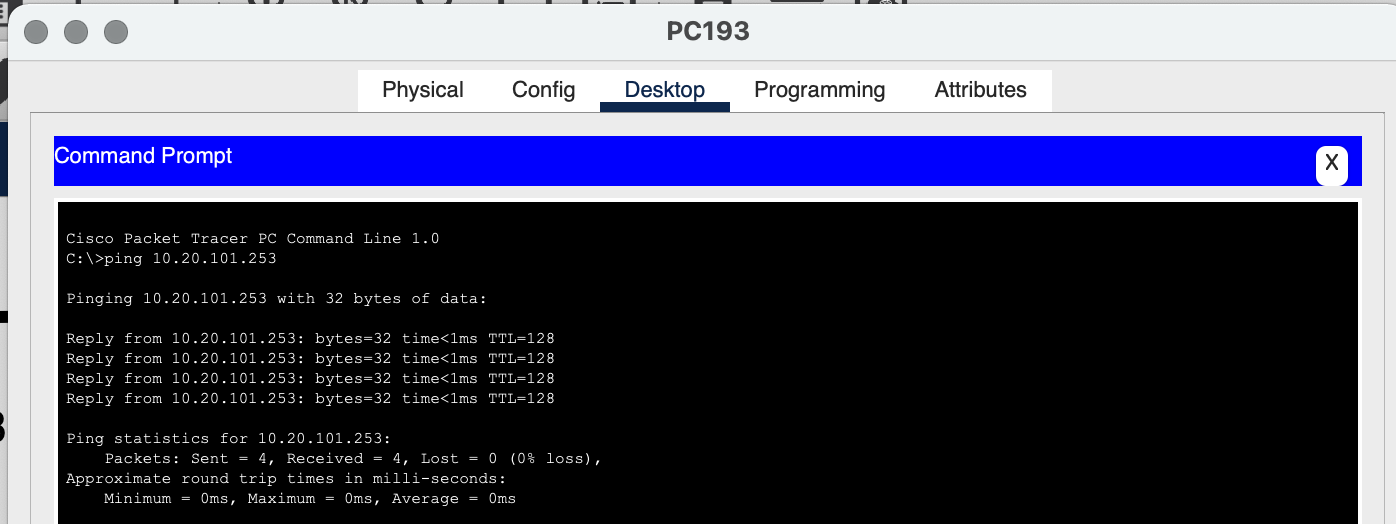 PC193
Physical Config Desktop Programming Attributes
Command Prompt X
Cisco Packet Tracer PC Command Line 1.0
C:\>ping 10.20.101.253
Pinging 10.20.101.253 with 32 bytes of data:
Reply from 10.20.101.253: bytes=32 time<1ms TTL=128
Reply from 10.20.101.253: bytes=32 time<1ms TTL=128
Reply from 10.20.101.253: bytes=32 time<1ms TTL=128
Reply from 10.20.101.253: bytes=32 time<1ms TTL=128
Ping statistics for 10.20.101.253:
Packets: Sent = 4, Received = 4, Lost = 0 (0% loss),
Approximate round trip times in milli-seconds:
Minimum = 0ms, Maximum = 0ms, Average = 0ms